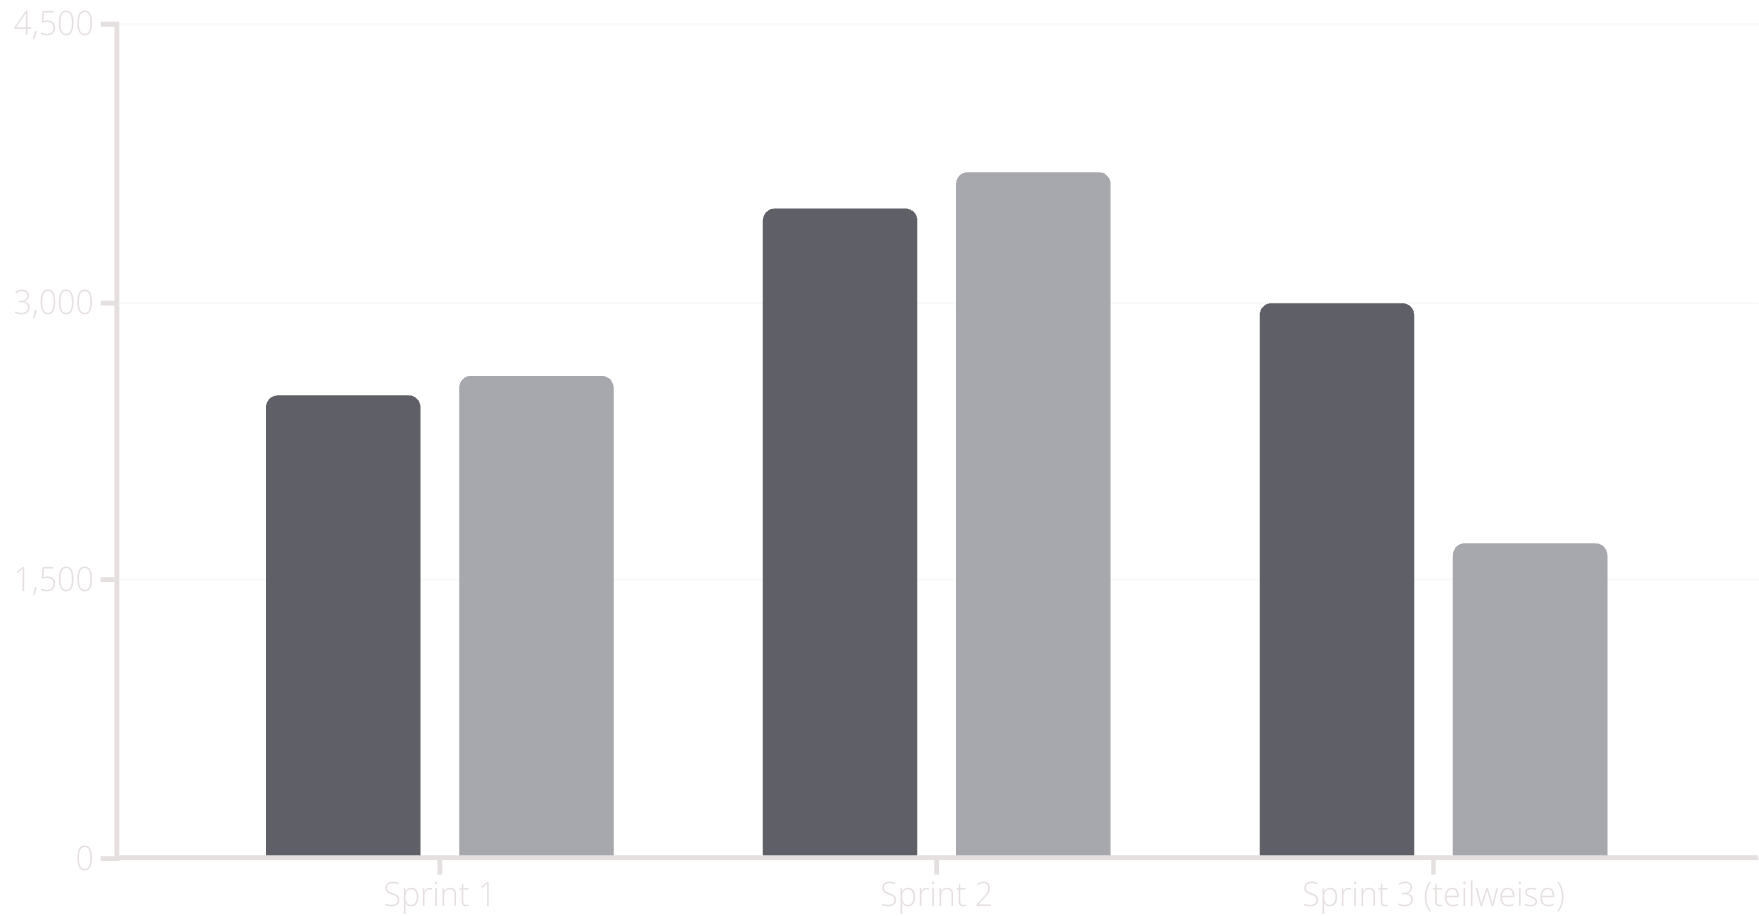 4,500
3,000
1,500
0
Sprint 1
Sprint 2
Sprint 3 (teilweise)